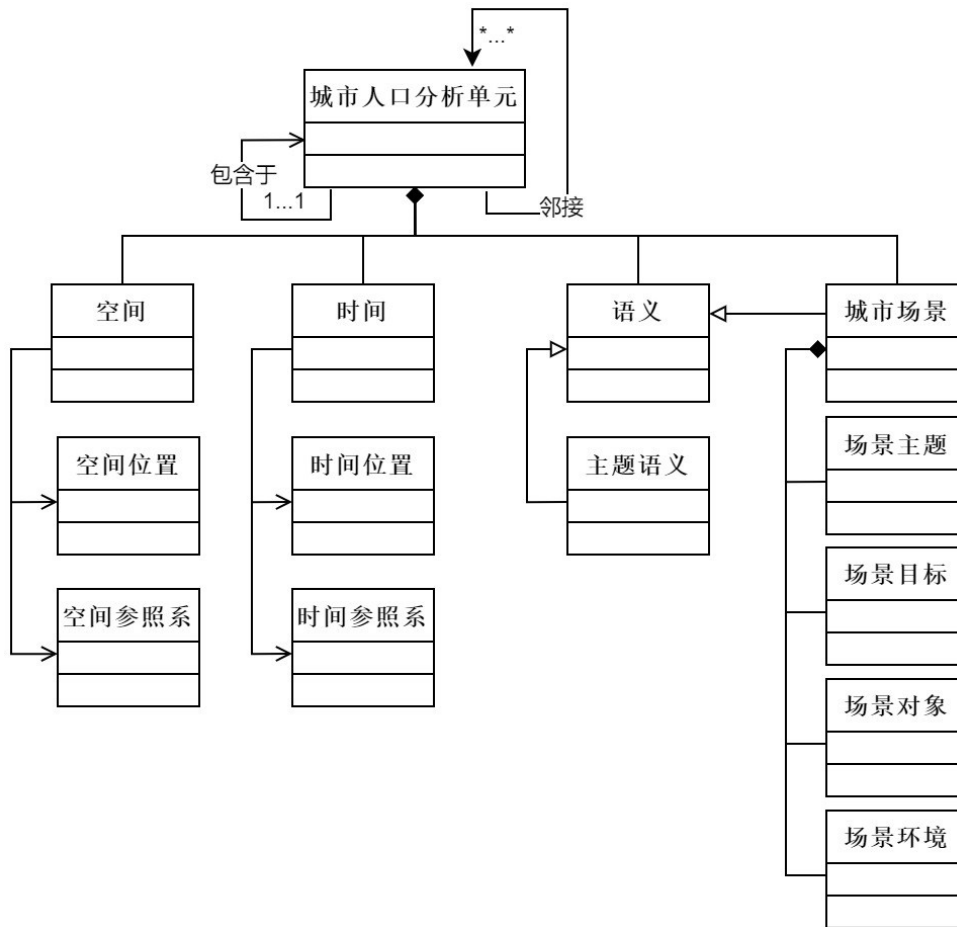 *...*
城市人口分析单元
包含于
1...1
邻接
空间
时间
语义
城市场景
空间位置
时间位置
主题语义
场景主题
场景目标
空间参照系
时间参照系
场景对象
场景环境